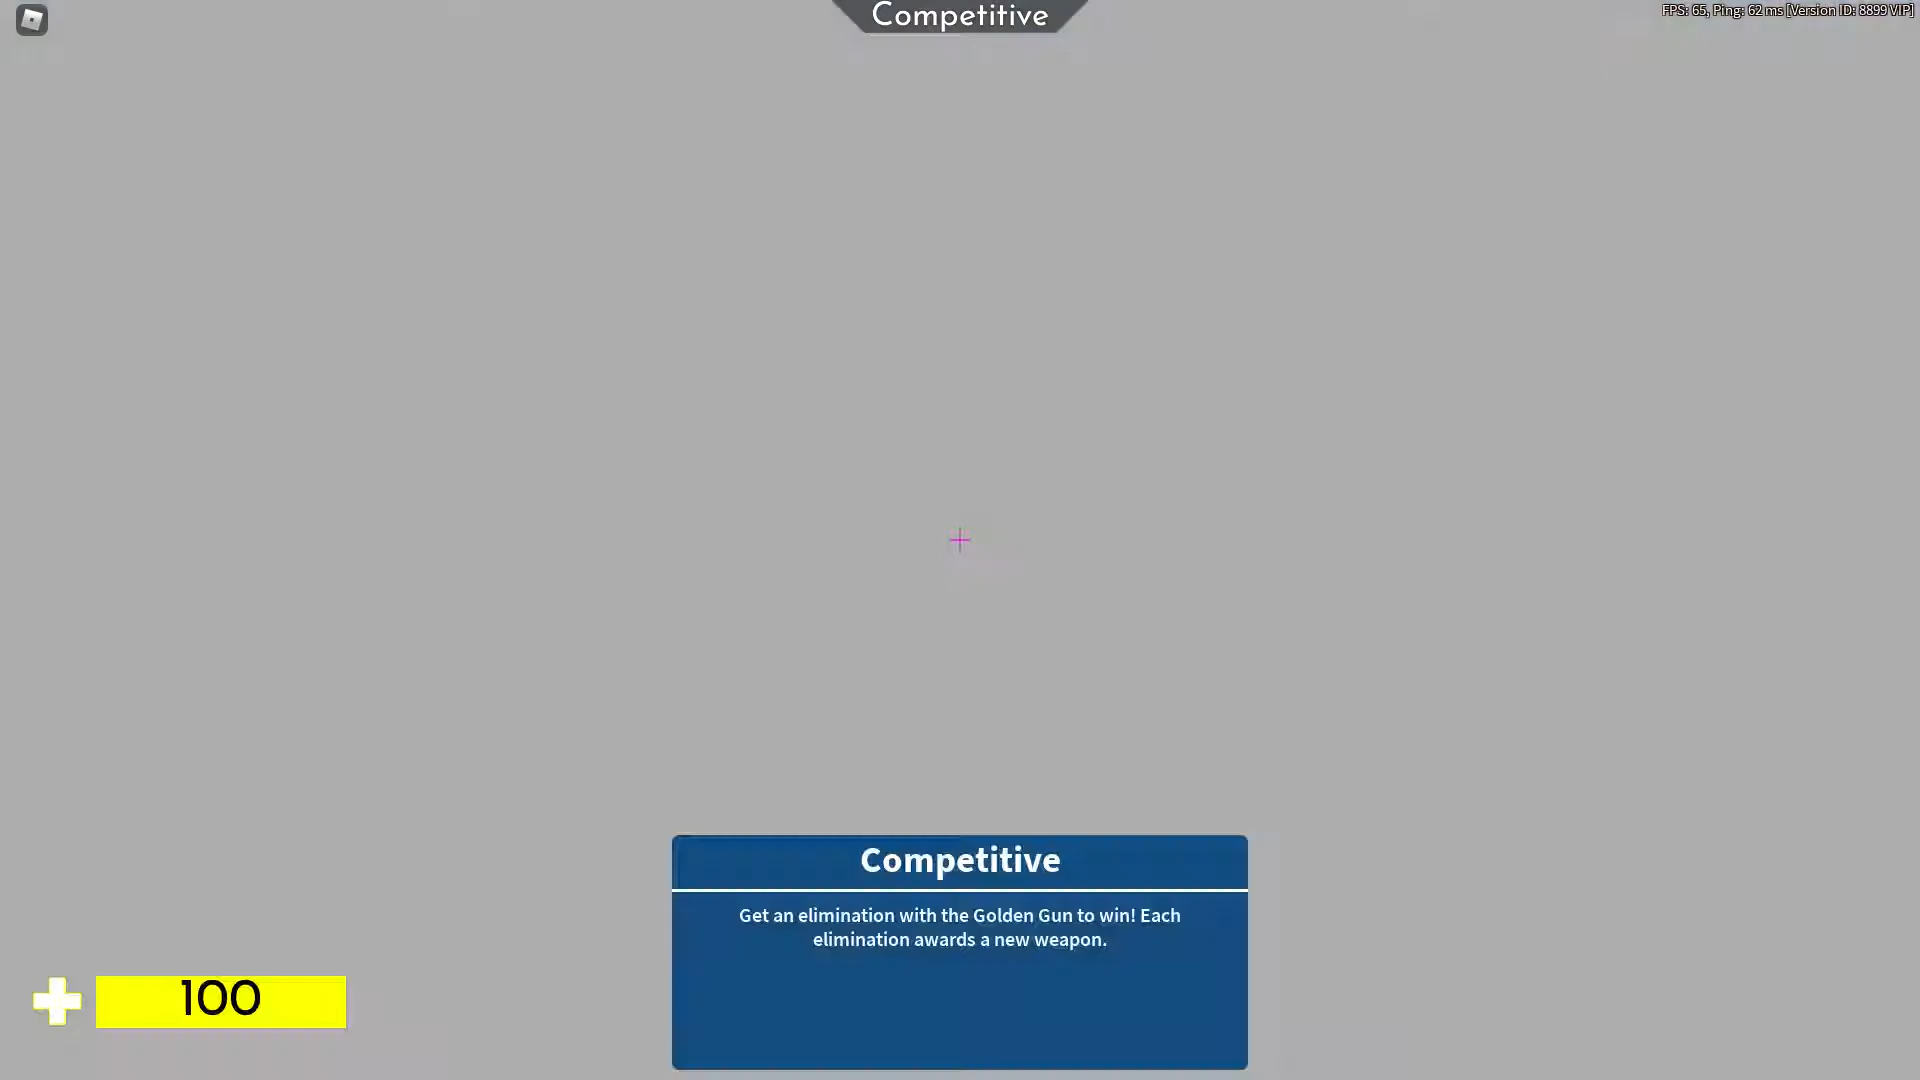 Competitive
FPS: 65, Ping: 62 ms [Version ID: 8899 VIP]
Competitive
Get an elimination with the Golden Gun to win! Each
elimination awards a new weapon.
100